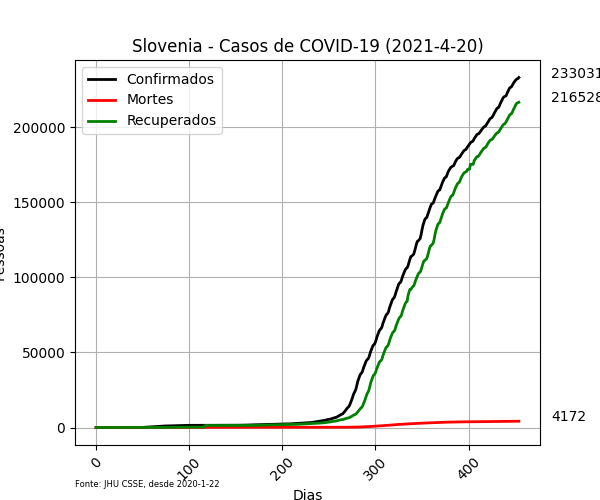 Slovenia - Casos de COVID-19 (2021-4-20)
Confirmados
Mortes
Recuperados
233031
216528
4172
200000
150000
100000
50000
0
0
100
200
300
400
Dias
Fonte: JHU CSSE, desde 2020-1-22